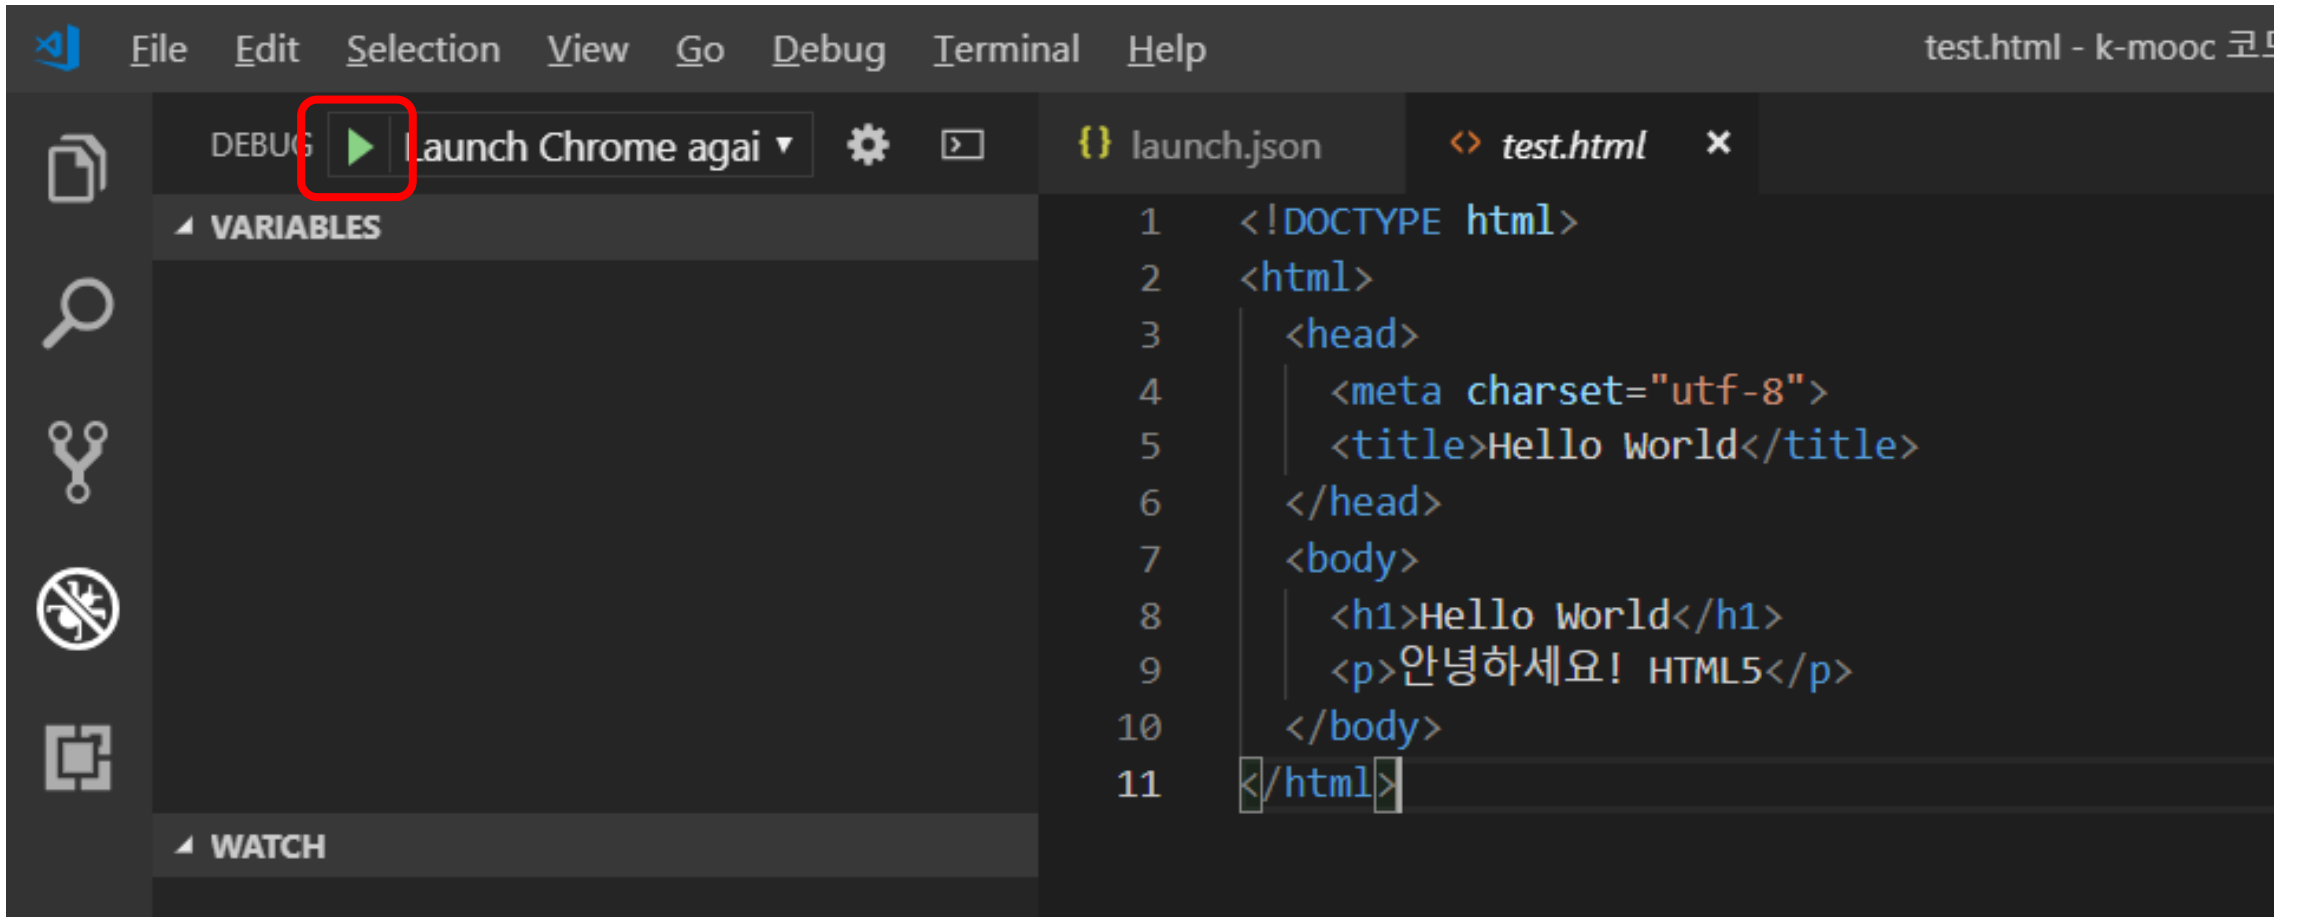 File Edit Selection View Go Debug Terminal Help
test.html - k-mooc
DEBUG Launch Chrome agai
launch.json test.html
VARIABLES
1 <!DOCTYPE html>
2 <html>
3 <head>
4 <meta charset="utf-8">
5 <title>Hello World</title>
6 </head>
7 <body>
8 <h1>Hello World</h1>
9 <p>안녕하세요! HTML5</p>
10 </body>
11 </html>
WATCH